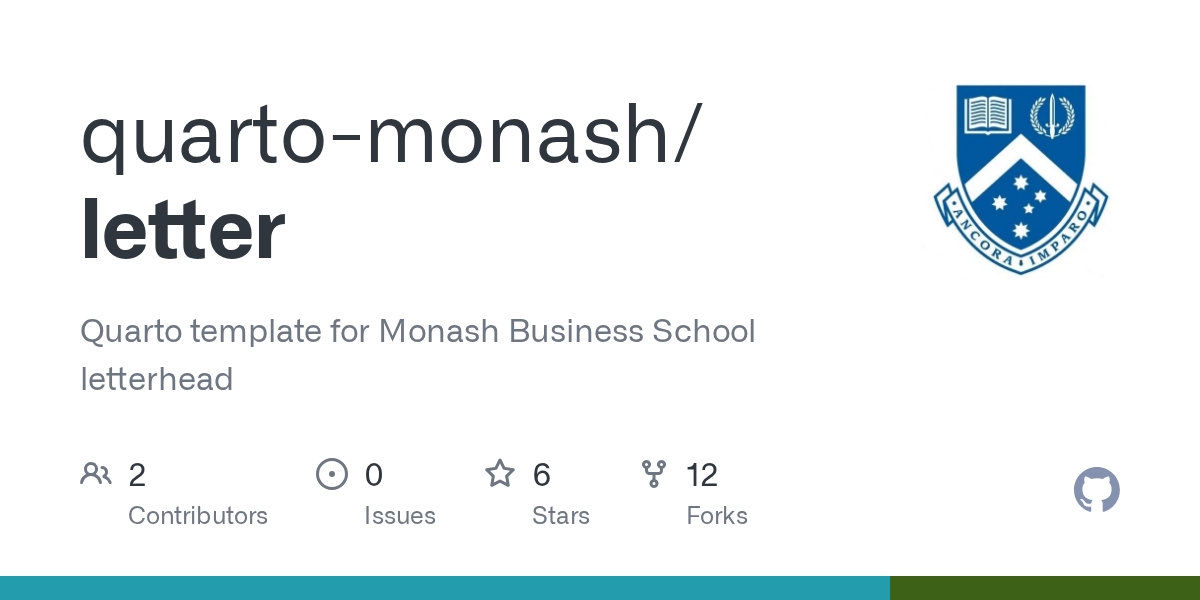 quarto-monash/
letter
Quarto template for Monash Business School
letterhead
2
Contributors
0
Issues
6
Stars
12
Forks
ANCORA IMPARO